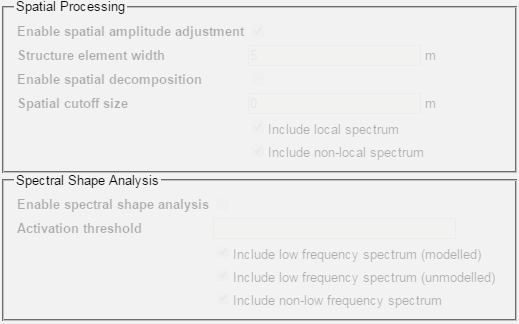 Spatial Processing
Enable spatial amplitude adjustment
Structure element width 5 m
Enable spatial decomposition
Spatial cutoff size 0 m
Include local spectrum
Include non-local spectrum
Spectral Shape Analysis
Enable spectral shape analysis
Activation threshold
Include low frequency spectrum (modelled)
Include low frequency spectrum (unmodelled)
Include non-low frequency spectrum